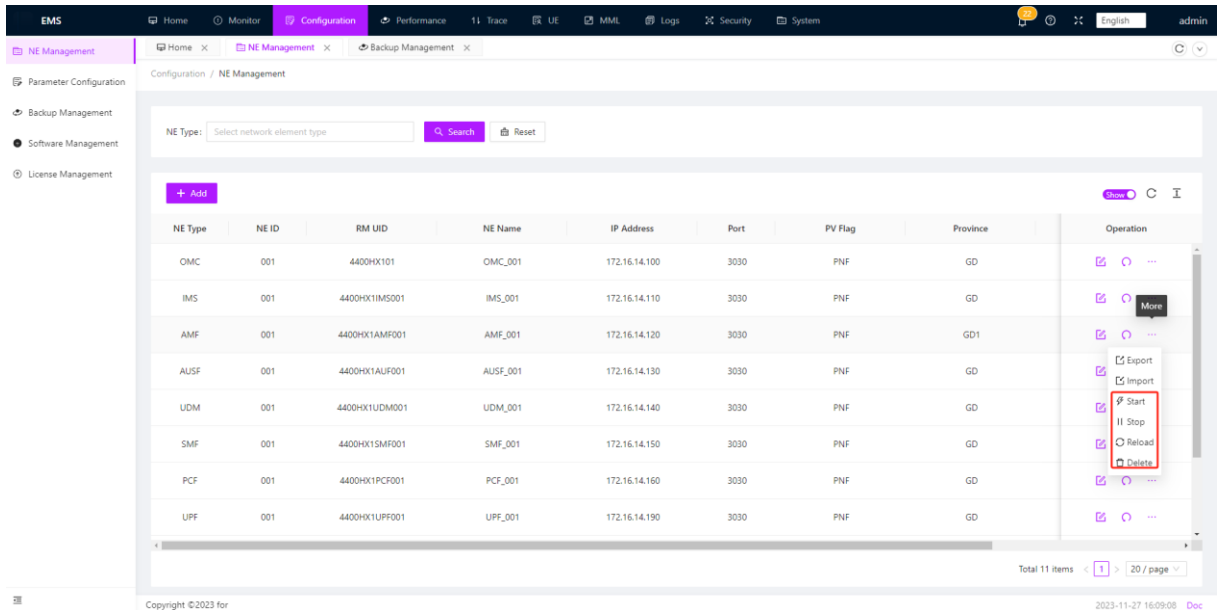 EMS Home Monitor Configuration Performance Trace UE MML Logs Security System 22 English admin
NE Management Home NE Management Backup Management
Parameter Configuration Configuration / NE Management
Backup Management
Software Management NE Type: Select network element type Search Reset
License Management
+ Add Show
NE Type NE ID RM UID NE Name IP Address Port PV Flag Province Operation
OMC 001 4400HX101 OMC_001 172.16.14.100 3030 PNF GD
IMS 001 4400HX1IMS001 IMS_001 172.16.14.110 3030 PNF GD
More
AMF 001 4400HX1AMF001 AMF_001 172.16.14.120 3030 PNF GD1
Export
AUSF 001 4400HX1AUF001 AUSF_001 172.16.14.130 3030 PNF GD
Import
Start
UDM 001 4400HX1UDM001 UDM_001 172.16.14.140 3030 PNF GD
Stop
SMF 001 4400HX1SMF001 SMF_001 172.16.14.150 3030 PNF GD
Reload
Delete
PCF 001 4400HX1PCF001 PCF_001 172.16.14.160 3030 PNF GD
UPF 001 4400HX1UPF001 UPF_001 172.16.14.190 3030 PNF GD
Total 11 items < 1 > 20 / page
Copyright ©2023 for 2023-11-27 16:09:08 Doc